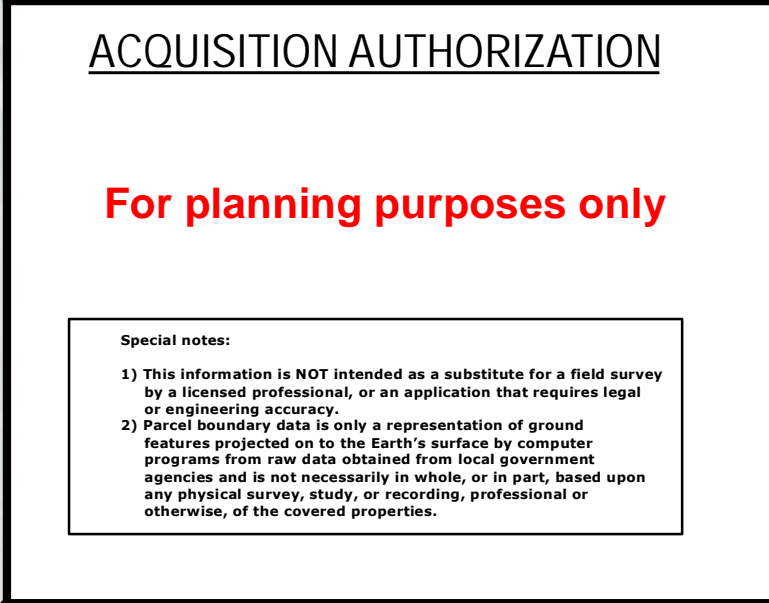 ACQUISITION AUTHORIZATION
For planning purposes only
Special notes:
1) This information is NOT intended as a substitute for a field survey
by a licensed professional, or an application that requires legal
or engineering accuracy.
2) Parcel boundary data is only a representation of ground
features projected on to the Earth’s surface by computer
programs from raw data obtained from local government
agencies and is not necessarily in whole, or in part, based upon
any physical survey, study, or recording, professional or
otherwise, of the covered properties.